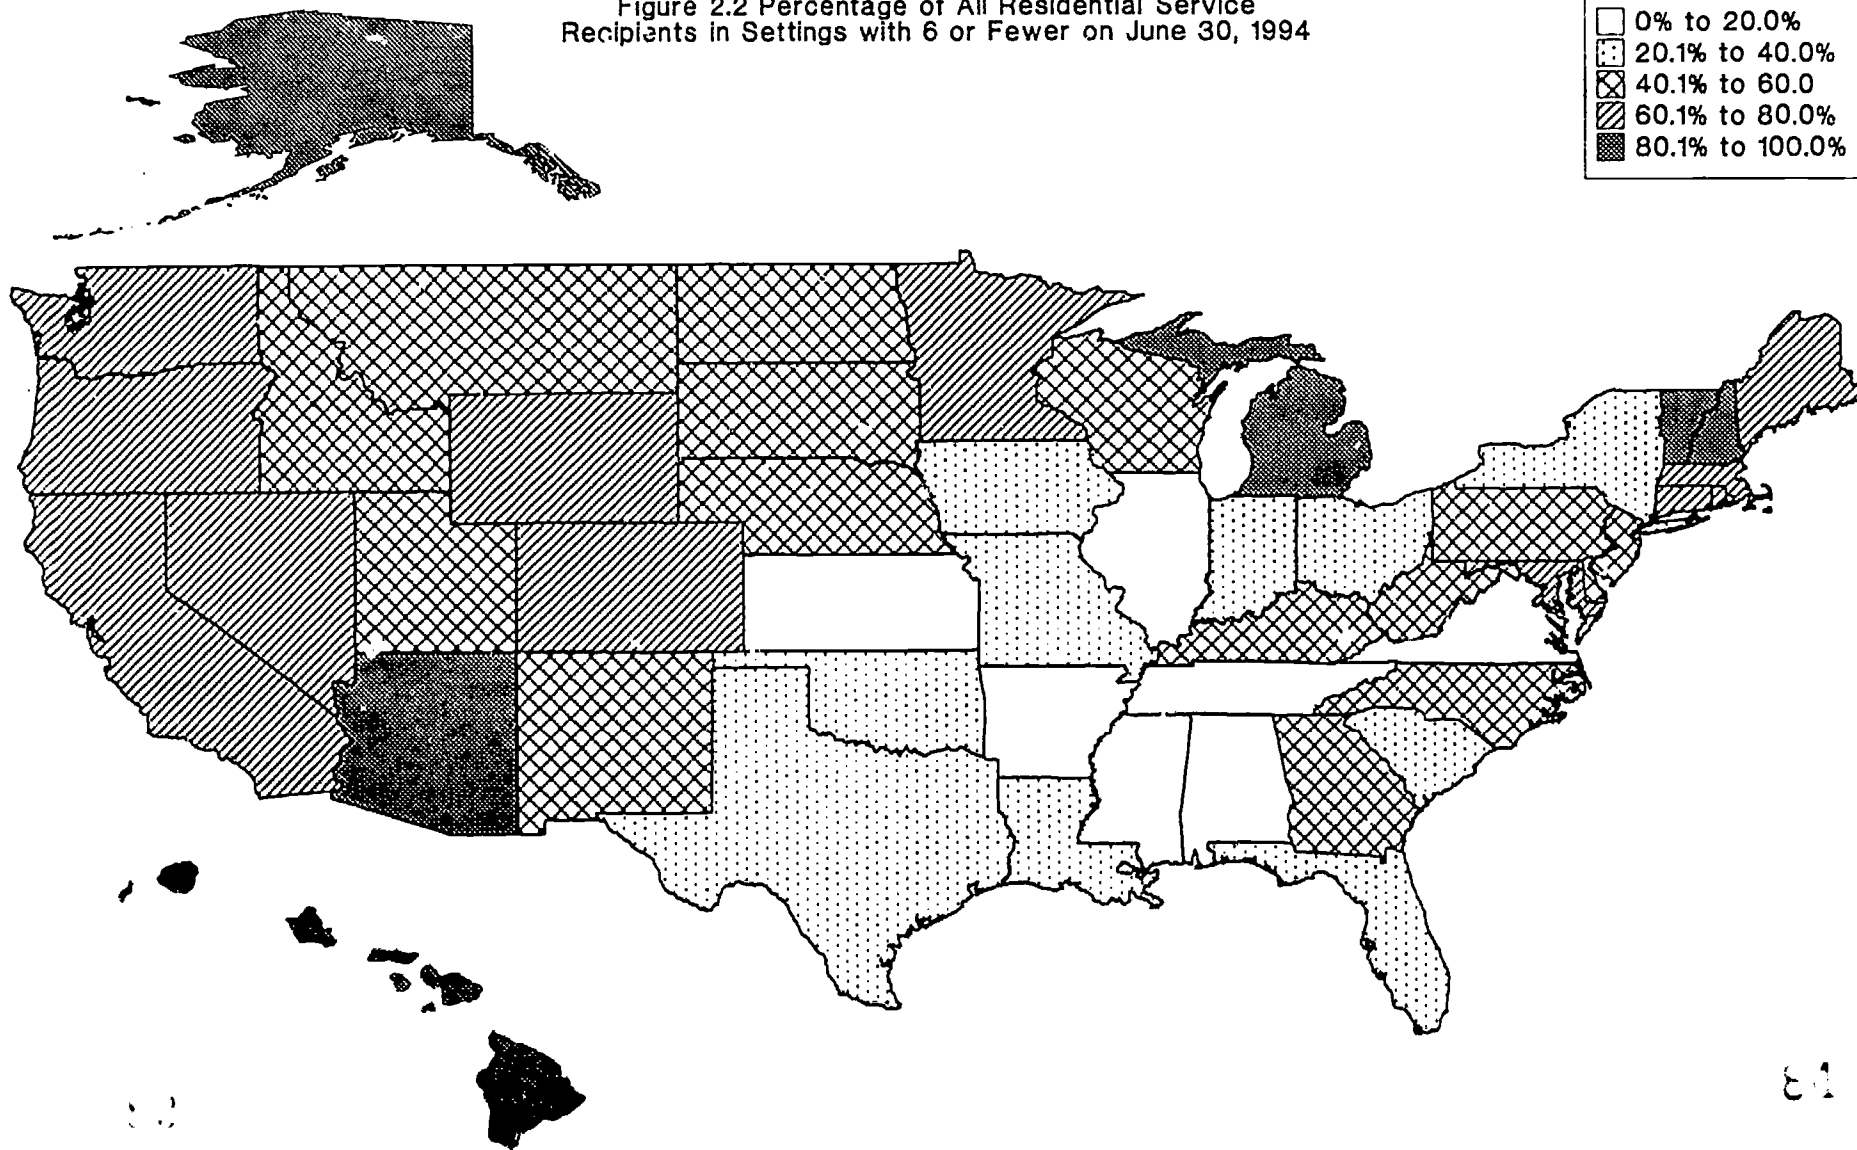 Figure 2.2 Percentage of All Residential Service
Recipients in Settings with 6 or Fewer on June 30, 1994
0% to 20.0%
20.1% to 40.0%
40.1% to 60.0
60.1% to 80.0%
80.1% to 100.0%